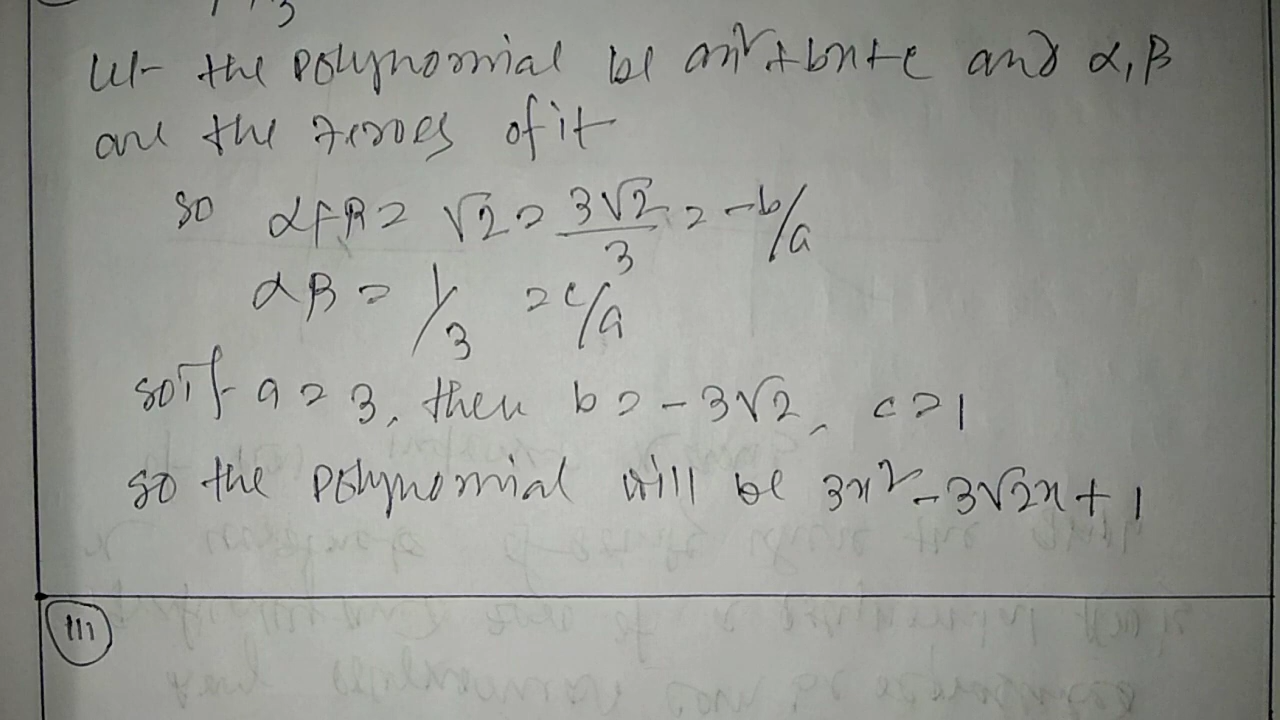 Let the polynomial be ax²+bx+c and α, β
are the zeroes of it
so α+β = √2 = 3√2/3 = -b/a
αβ = 1/3 = c/a
so if a = 3, then b = -3√2, c = 1
so the polynomial will be 3x² - 3√2x + 1
(iii)